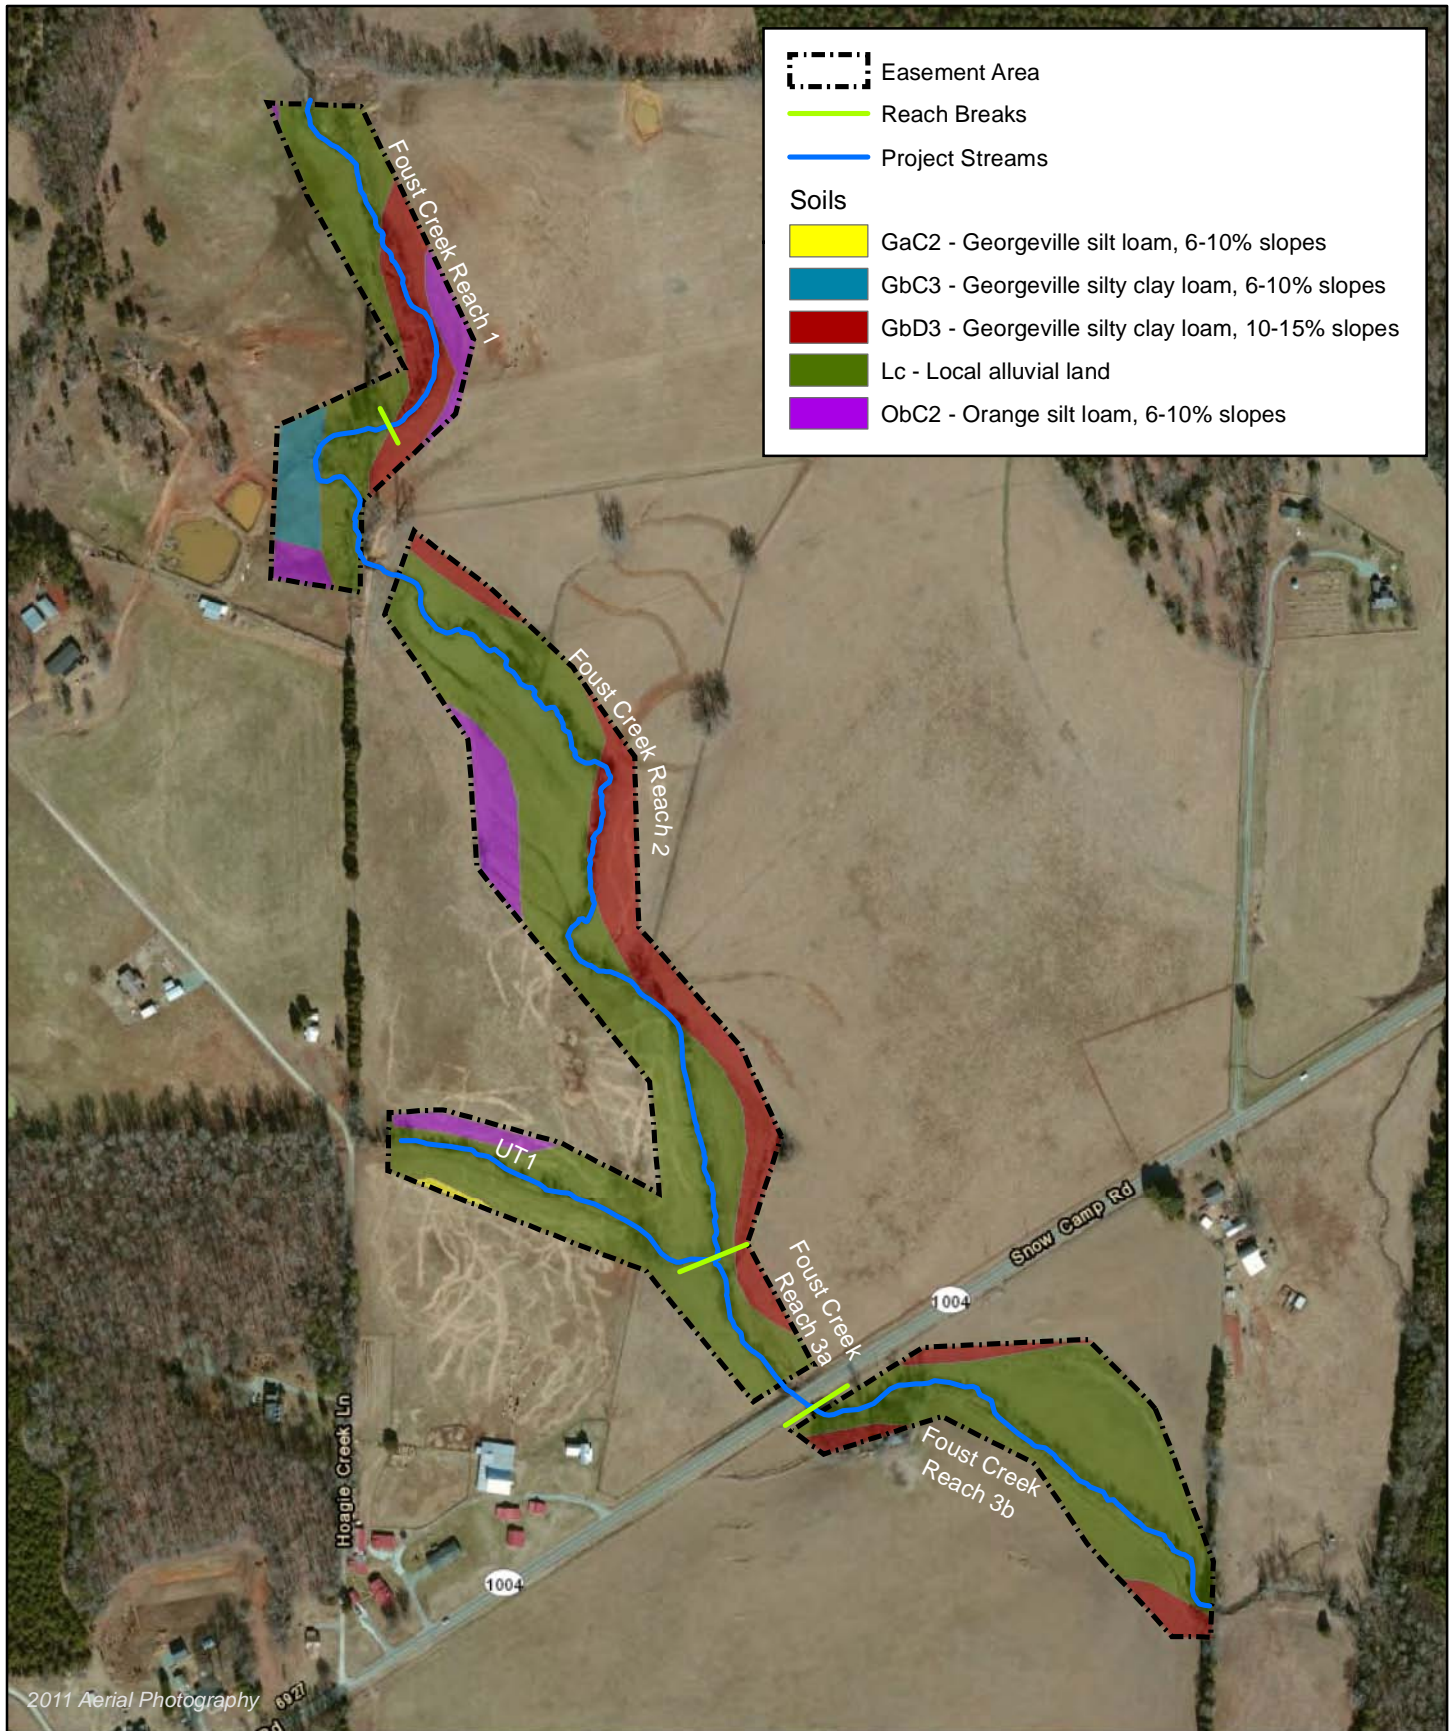 Easement Area
Reach Breaks
Project Streams
Soils
GaC2 - Georgeville silt loam, 6-10% slopes
GbC3 - Georgeville silty clay loam, 6-10% slopes
GbD3 - Georgeville silty clay loam, 10-15% slopes
Lc - Local alluvial land
ObC2 - Orange silt loam, 6-10% slopes
Foust Creek Reach 1
Foust Creek Reach 2
UT1
Foust Creek
Reach 3a
Snow Camp Rd
1004
Foust Creek
Reach 3b
Hoagie Creek Ln
1004
2011 Aerial Photography
Rd